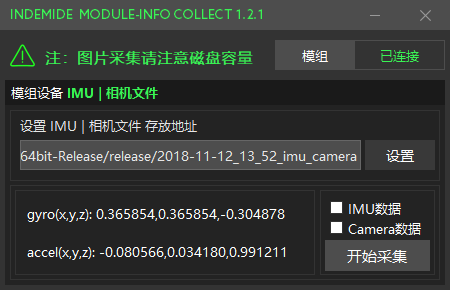 INDEMIDE MODULE-INFO COLLECT 1.2.1
注: 图片采集请注意磁盘容量
模组 已连接
模组设备 IMU | 相机文件
设置 IMU | 相机文件 存放地址
64bit-Release/release/2018-11-12_13_52_imu_camera 设置
gyro(x,y,z): 0.365854,0.365854,-0.304878
accel(x,y,z): -0.080566,0.034180,0.991211
IMU数据
Camera数据
开始采集